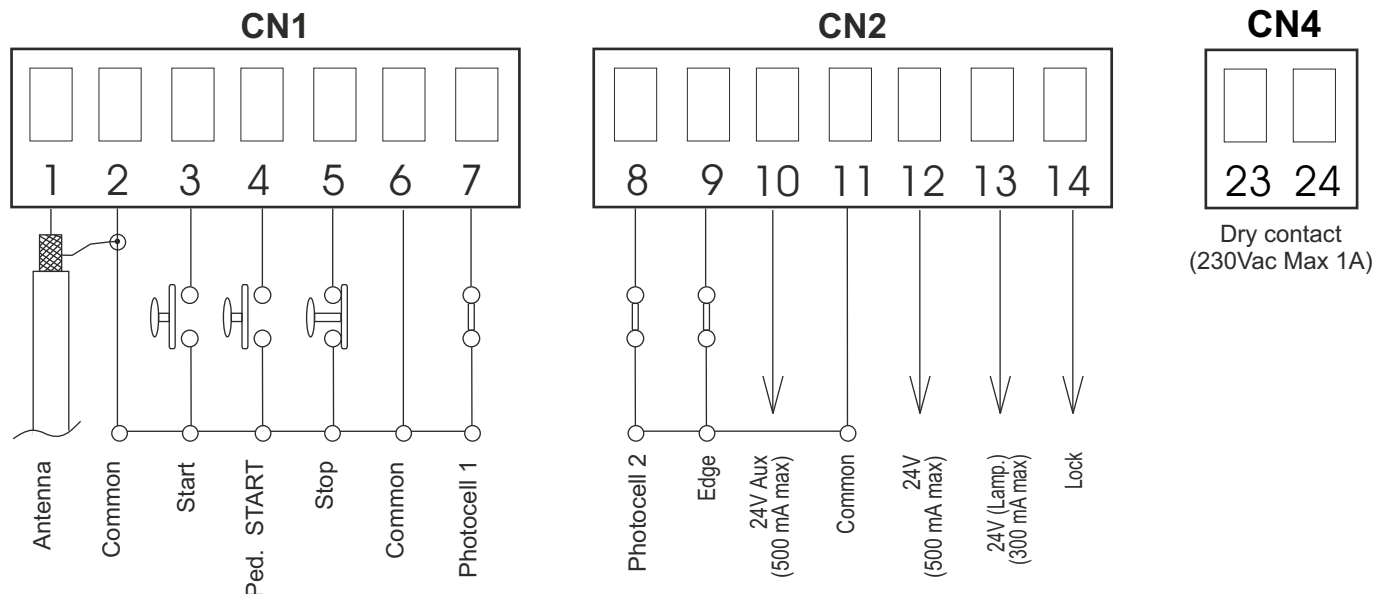 CN1
CN2
CN4
1 2 3 4 5 6 7
8 9 10 11 12 13 14
23 24
Dry contact
(230Vac Max 1A)
Antenna
Common
Start
Ped. START
Stop
Common
Photocell 1
Photocell 2
Edge
24V Aux
(500 mA max)
Common
24V
(500 mA max)
24V (Lamp.)
(300 mA max)
Lock